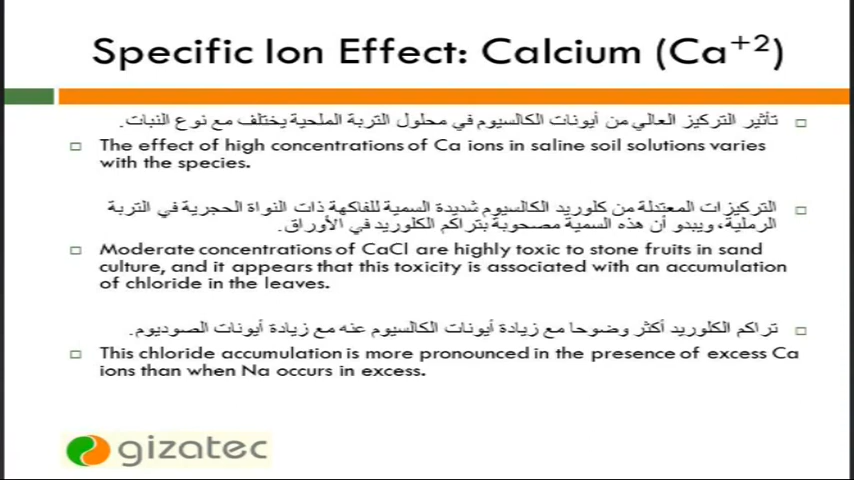 Specific Ion Effect: Calcium (Ca+2)
تأثير التركيز العالي من أيونات الكالسيوم في محلول التربة الملحية يختلف مع نوع النبات.
The effect of high concentrations of Ca ions in saline soil solutions varies
with the species.
التركيزات المعتدلة من كلوريد الكالسيوم شديدة السمية للفاكهة ذات النواة الحجرية في التربة
الرملية، ويبدو أن هذه السمية مصحوبة بتراكم الكلوريد في الأوراق.
Moderate concentrations of CaCl are highly toxic to stone fruits in sand
culture, and it appears that this toxicity is associated with an accumulation
of chloride in the leaves.
تراكم الكلوريد أكثر وضوحا مع زيادة أيونات الكالسيوم عنه مع زيادة أيونات الصوديوم.
This chloride accumulation is more pronounced in the presence of excess Ca
ions than when Na occurs in excess.
gizatec